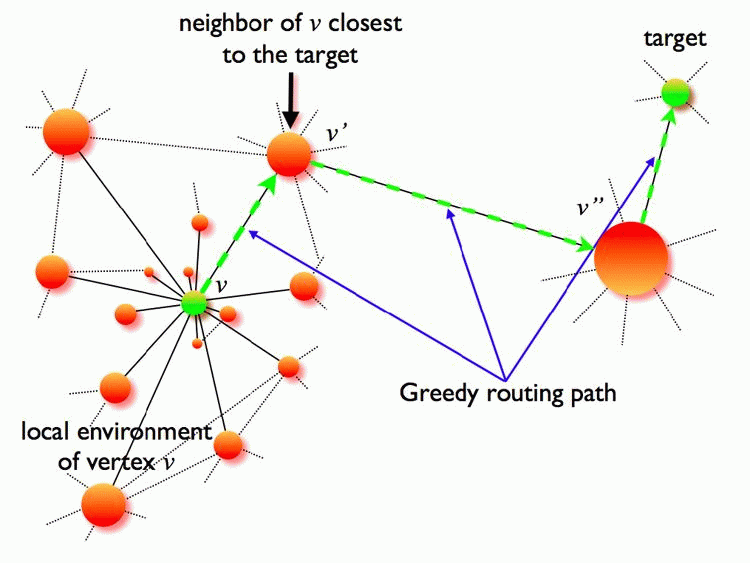 neighbor of v closest
to the target
target
v'
v''
v
Greedy routing path
local environment
of vertex v